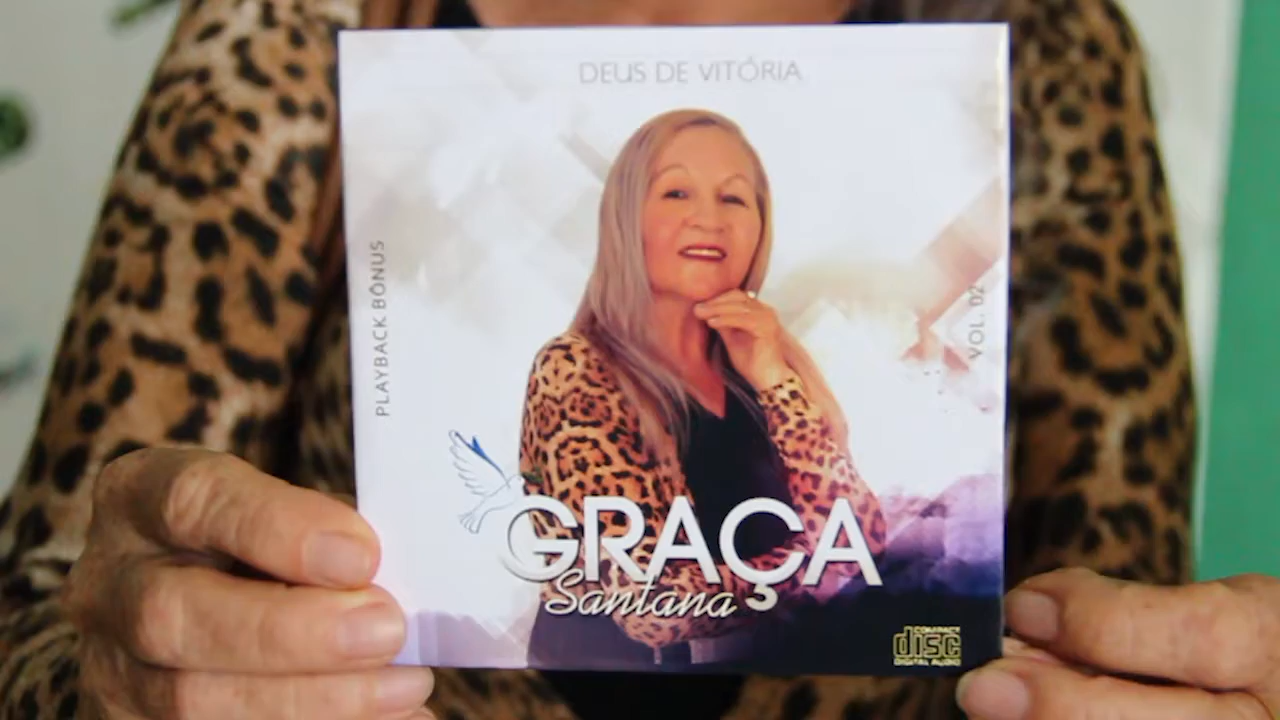 DEUS DE VITÓRIA
PLAYBACK BÔNUS
VOL. 02
GRAÇA
Santana
COMPACT
disc
DIGITAL AUDIO